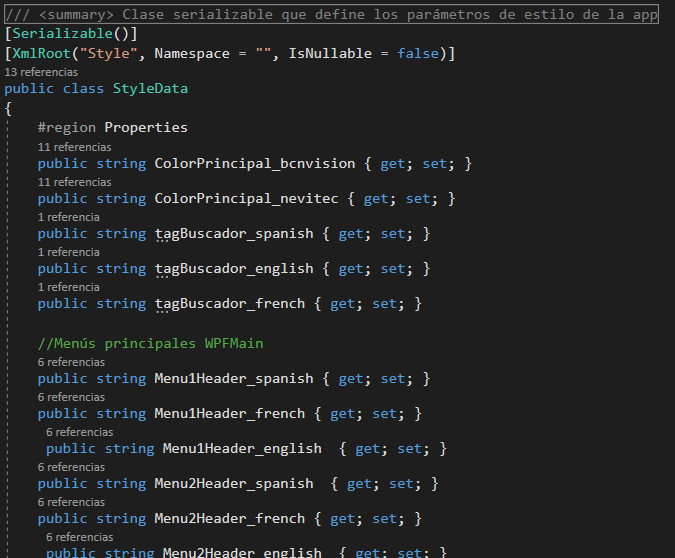 /// <summary> Clase serializable que define los parámetros de estilo de la app
[Serializable()]
[XmlRoot("Style", Namespace = "", IsNullable = false)]
13 referencias
public class StyleData
{
#region Properties
11 referencias
public string ColorPrincipal_bcnvision { get; set; }
11 referencias
public string ColorPrincipal_nevitec { get; set; }
1 referencia
public string tagBuscador_spanish { get; set; }
1 referencia
public string tagBuscador_english { get; set; }
1 referencia
public string tagBuscador_french { get; set; }
//Menús principales WPFMain
6 referencias
public string Menu1Header_spanish { get; set; }
6 referencias
public string Menu1Header_french { get; set; }
6 referencias
public string Menu1Header_english  { get; set; }
6 referencias
public string Menu2Header_spanish  { get; set; }
6 referencias
public string Menu2Header_french { get; set; }
6 referencias
public string Menu2Header_english  { get; set; }